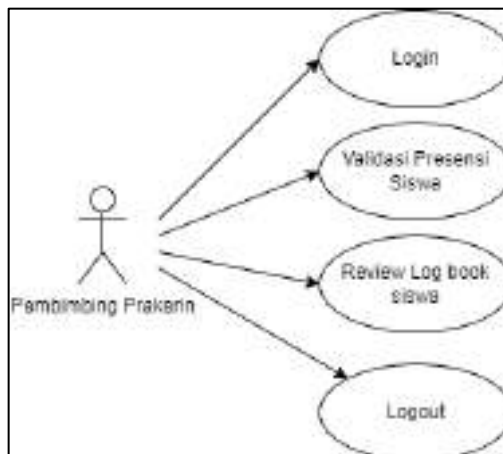 Login
Validasi Presensi
Siswa
Pembimbing Prakerin
Review Log book
siswa
Logout